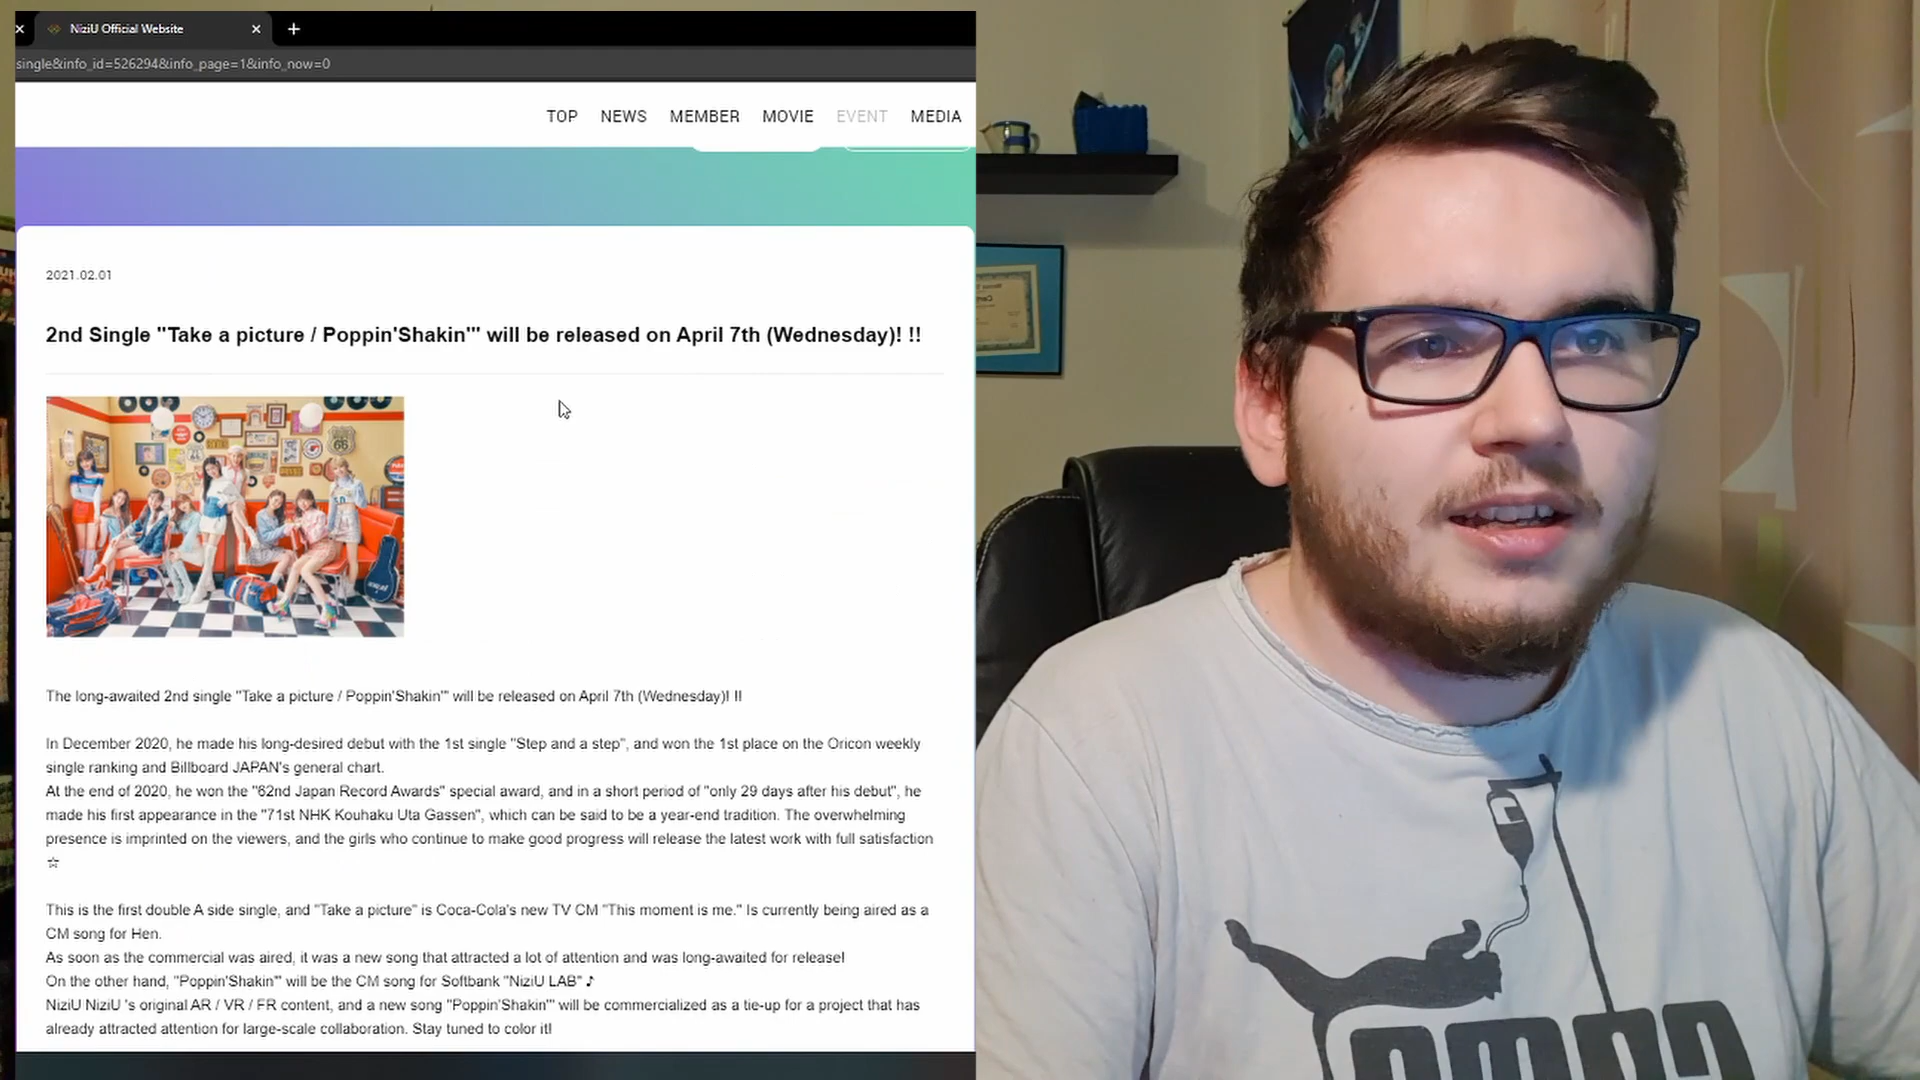 NiziU Official Website
single&info_id=526294&info_page=1&info_now=0
TOP NEWS MEMBER MOVIE EVENT MEDIA
2021.02.01
2nd Single "Take a picture / Poppin'Shakin'" will be released on April 7th (Wednesday)! !!
The long-awaited 2nd single "Take a picture / Poppin'Shakin'" will be released on April 7th (Wednesday)! !!
In December 2020, he made his long-desired debut with the 1st single "Step and a step", and won the 1st place on the Oricon weekly
single ranking and Billboard JAPAN's general chart.
At the end of 2020, he won the "62nd Japan Record Awards" special award, and in a short period of "only 29 days after his debut", he
made his first appearance in the "71st NHK Kouhaku Uta Gassen", which can be said to be a year-end tradition. The overwhelming
presence is imprinted on the viewers, and the girls who continue to make good progress will release the latest work with full satisfaction
☆
This is the first double A side single, and "Take a picture" is Coca-Cola's new TV CM "This moment is me." Is currently being aired as a
CM song for Hen.
As soon as the commercial was aired, it was a new song that attracted a lot of attention and was long-awaited for release!
On the other hand, "Poppin'Shakin'" will be the CM song for Softbank "NiziU LAB" ♪
NiziU NiziU 's original AR / VR / FR content, and a new song "Poppin'Shakin'" will be commercialized as a tie-up for a project that has
already attracted attention for large-scale collaboration. Stay tuned to color it!